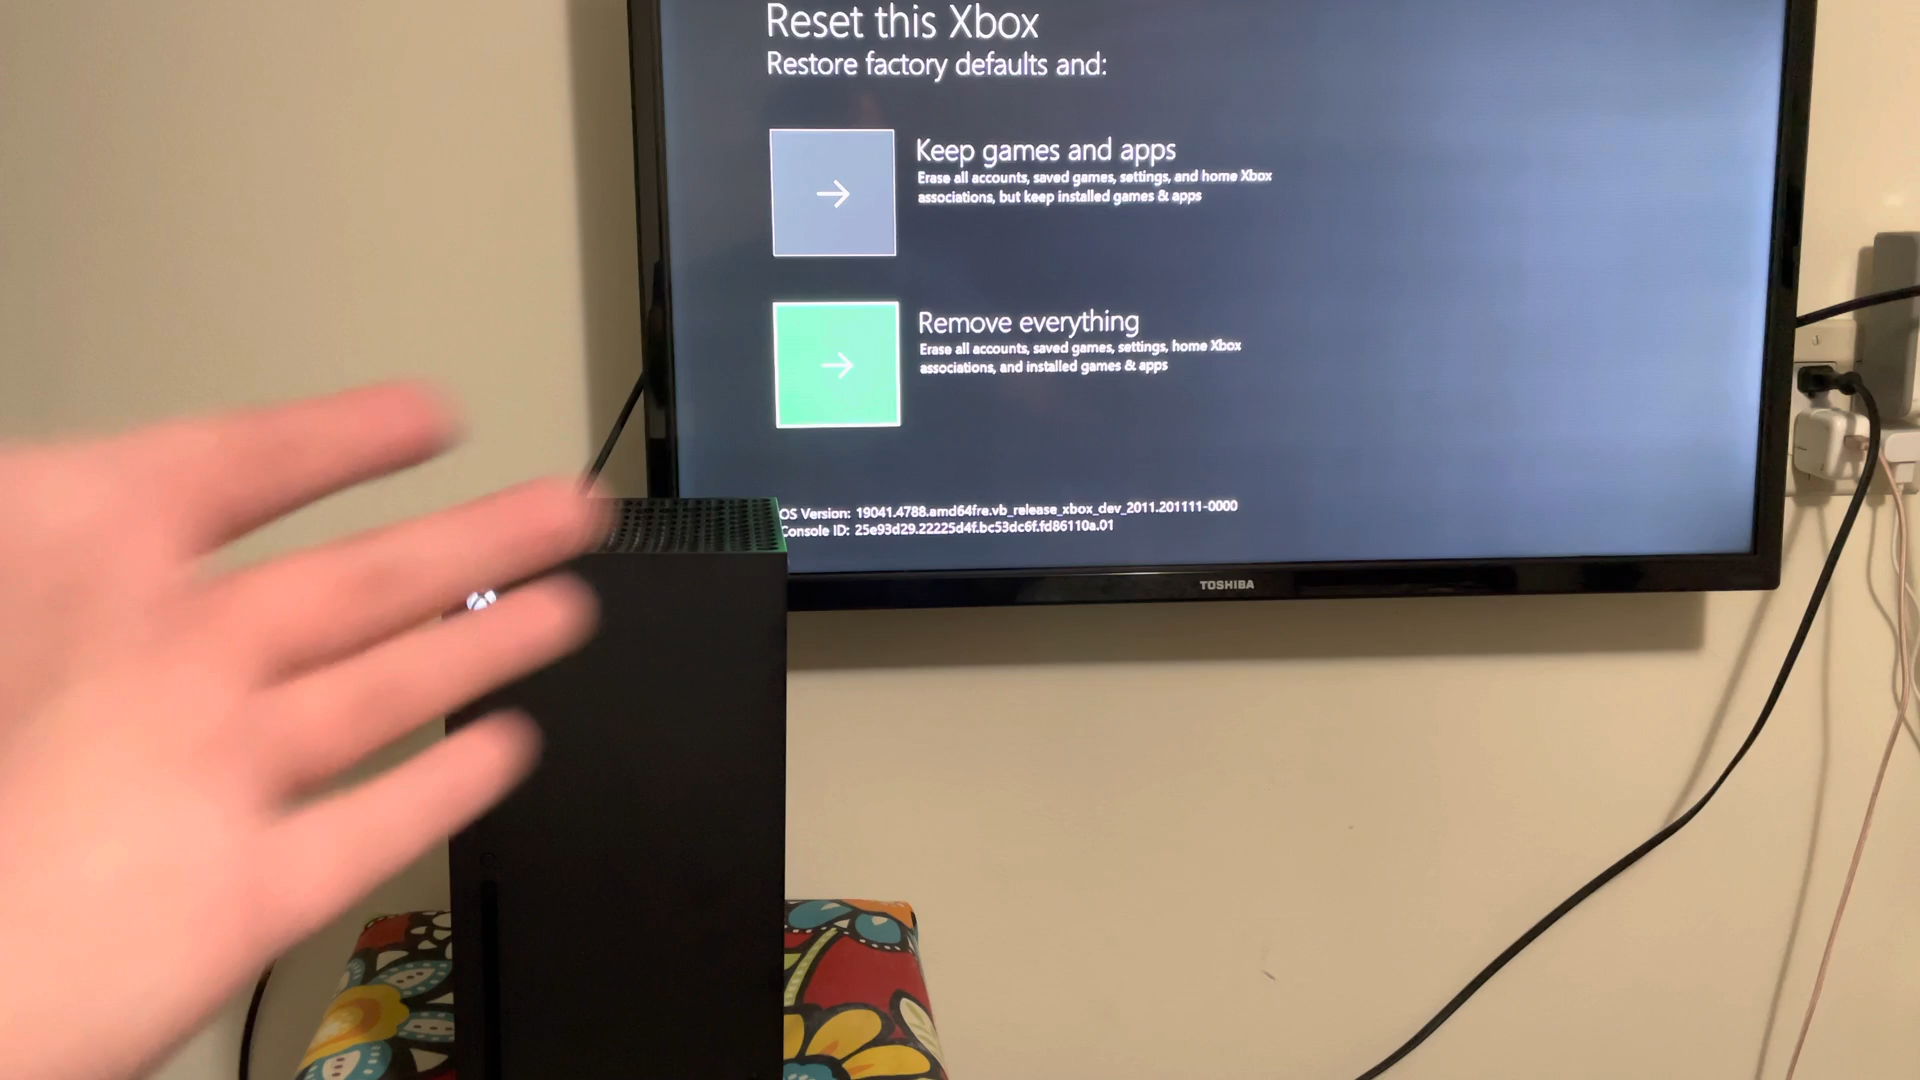 Reset this Xbox
Restore factory defaults and:
Keep games and apps
Erase all accounts, saved games, settings, and home Xbox
associations, but keep installed games & apps
Remove everything
Erase all accounts, saved games, settings, home Xbox
associations, and installed games & apps
OS Version: 19041.4788.amd64fre.vb_release_xbox_dev_2011.201111-0000
Console ID: 25e93d29.22225d4f.bc53dc6f.fd86110a.01
TOSHIBA